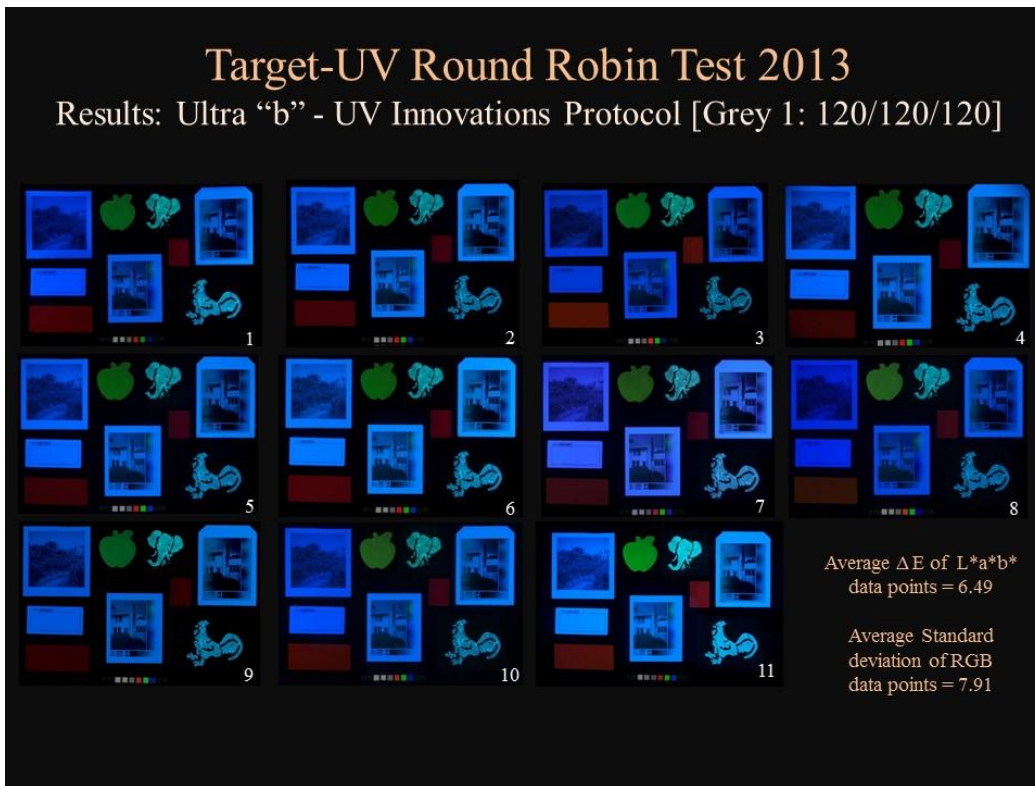 Target-UV Round Robin Test 2013
Results: Ultra “b” - UV Innovations Protocol [Grey 1: 120/120/120]
1
2
3
4
5
6
7
8
9
10
11
Average Δ E of L*a*b*
data points = 6.49
Average Standard
deviation of RGB
data points = 7.91